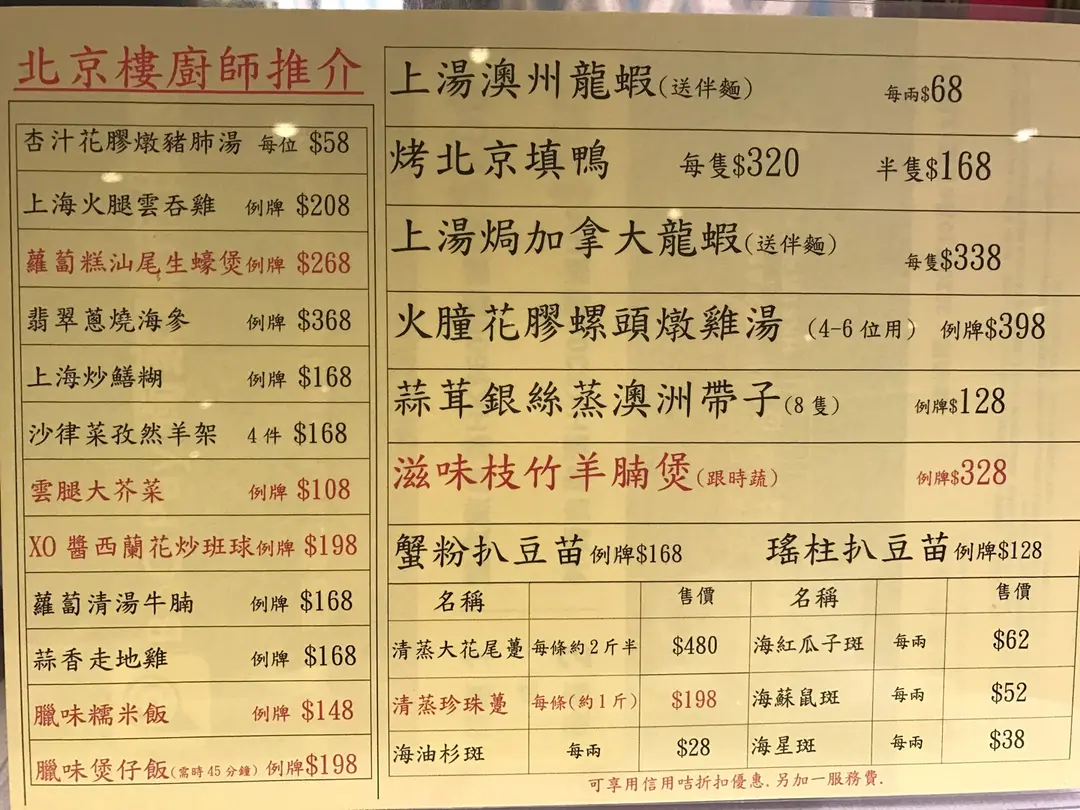 北京樓廚師推介
杏汁花膠燉豬肺湯 每位 $58
上海火腿雲吞雞 例牌 $208
蘿蔔糕汕尾生蠔煲例牌 $268
翡翠蔥燒海參 例牌 $368
上海炒鱔糊 例牌 $168
沙律菜孜然羊架 4件 $168
雲腿大芥菜 例牌 $108
XO 醬西蘭花炒班球例牌 $198
蘿蔔清湯牛腩 例牌 $168
蒜香走地雞 例牌 $168
臘味糯米飯 例牌 $148
臘味煲仔飯(需時45分鐘) 例牌$198
上湯澳州龍蝦(送伴麵) 每兩$68
烤北京填鴨 每隻$320 半隻$168
上湯焗加拿大龍蝦(送伴麵) 每隻$338
火朣花膠螺頭燉雞湯 (4-6位用) 例牌$398
蒜茸銀絲蒸澳洲帶子(8隻) 例牌$128
滋味枝竹羊腩煲(跟時蔬) 例牌$328
蟹粉扒豆苗例牌$168 瑤柱扒豆苗例牌$128
名稱 售價 名稱 售價
清蒸大花尾躉 每條約2斤半 $480 海紅瓜子斑 每兩 $62
清蒸珍珠躉 每條(約1斤) $198 海蘇鼠斑 每兩 $52
海油杉斑 每兩 $28 海星斑 每兩 $38
可享用信用咭折扣優惠.另加一服務費.